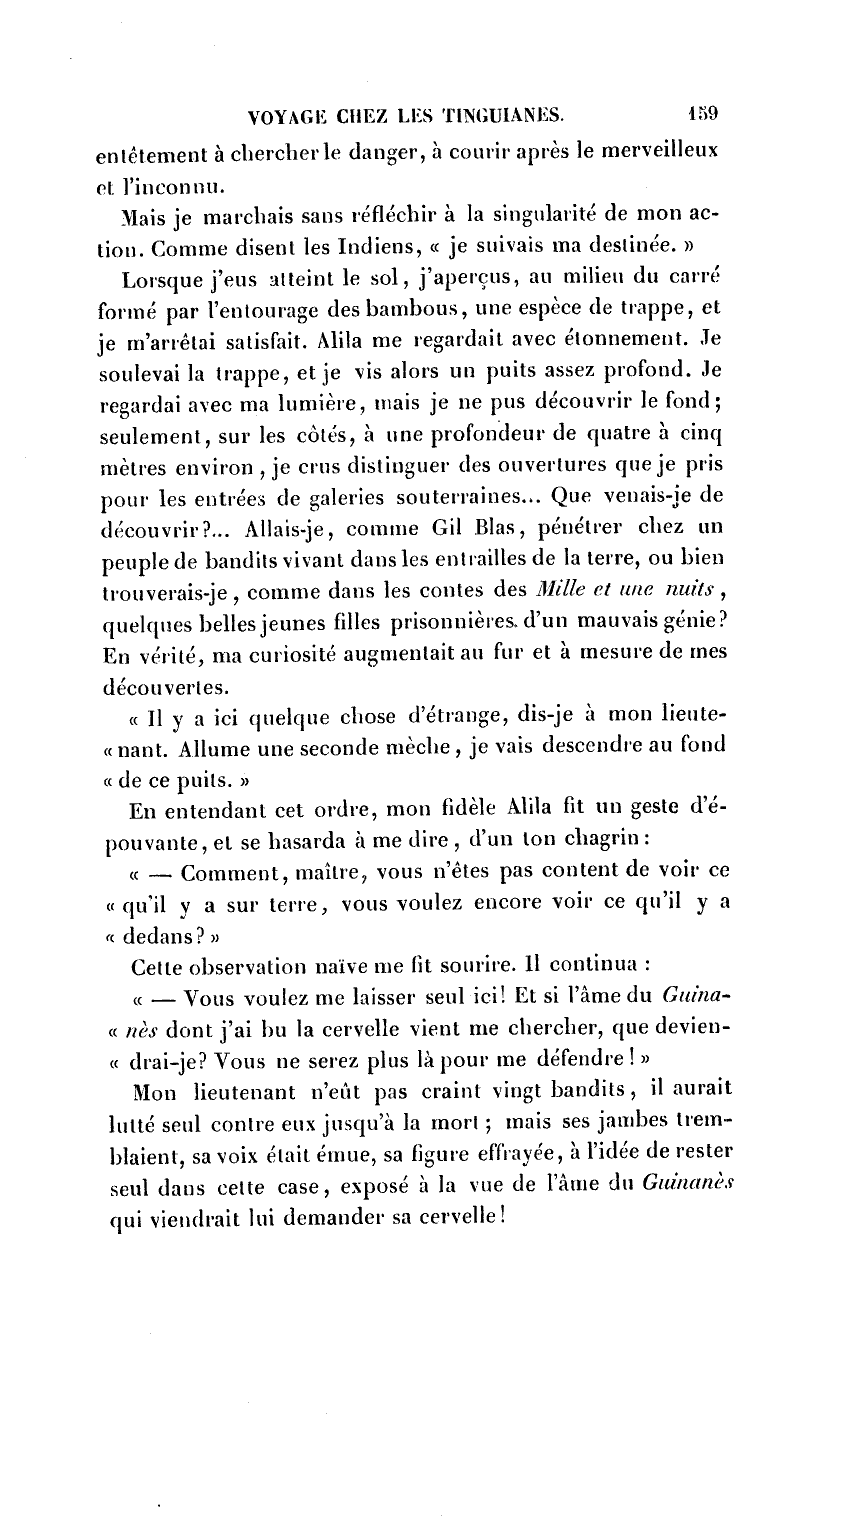 VOYAGE CHEZ LES TINGUIANES. 159
entêtement à chercher le danger, à courir après le merveilleux
et l'inconnu.
Mais je marchais sans réfléchir à la singularité de mon ac-
tion. Comme disent les Indiens, « je suivais ma destinée. »
Lorsque j'eus atteint le sol, j'aperçus, au milieu du carré
formé par l'entourage des bambous, une espèce de trappe, et
je m'arrêtai satisfait. Alila me regardait avec étonnement. Je
soulevai la trappe, et je vis alors un puits assez profond. Je
regardai avec ma lumière, mais je ne pus découvrir le fond;
seulement, sur les côtés, à une profondeur de quatre à cinq
mètres environ, je crus distinguer des ouvertures que je pris
pour les entrées de galeries souterraines... Que venais-je de
découvrir?... Allais-je, comme Gil Blas, pénétrer chez un
peuple de bandits vivant dans les entrailles de la terre, ou bien
trouverais-je, comme dans les contes des Mille et une nuits,
quelques belles jeunes filles prisonnières. d'un mauvais génie?
En vérité, ma curiosité augmentait au fur et à mesure de mes
découvertes.
« Il y a ici quelque chose d'étrange, dis-je à mon lieute-
« nant. Allume une seconde mèche, je vais descendre au fond
« de ce puits. »
En entendant cet ordre, mon fidèle Alila fit un geste d'é-
pouvante, et se hasarda à me dire, d'un ton chagrin:
« — Comment, maître, vous n'êtes pas content de voir ce
« qu'il y a sur terre, vous voulez encore voir ce qu'il y a
« dedans? »
Cette observation naïve me fit sourire. Il continua :
« — Vous voulez me laisser seul ici! Et si l'âme du Guina-
« nès dont j'ai bu la cervelle vient me chercher, que devien-
« drai-je? Vous ne serez plus là pour me défendre! »
Mon lieutenant n'eût pas craint vingt bandits, il aurait
lutté seul contre eux jusqu'à la mort; mais ses jambes trem-
blaient, sa voix était émue, sa figure effrayée, à l'idée de rester
seul dans cette case, exposé à la vue de l'âme du Guinanès
qui viendrait lui demander sa cervelle!